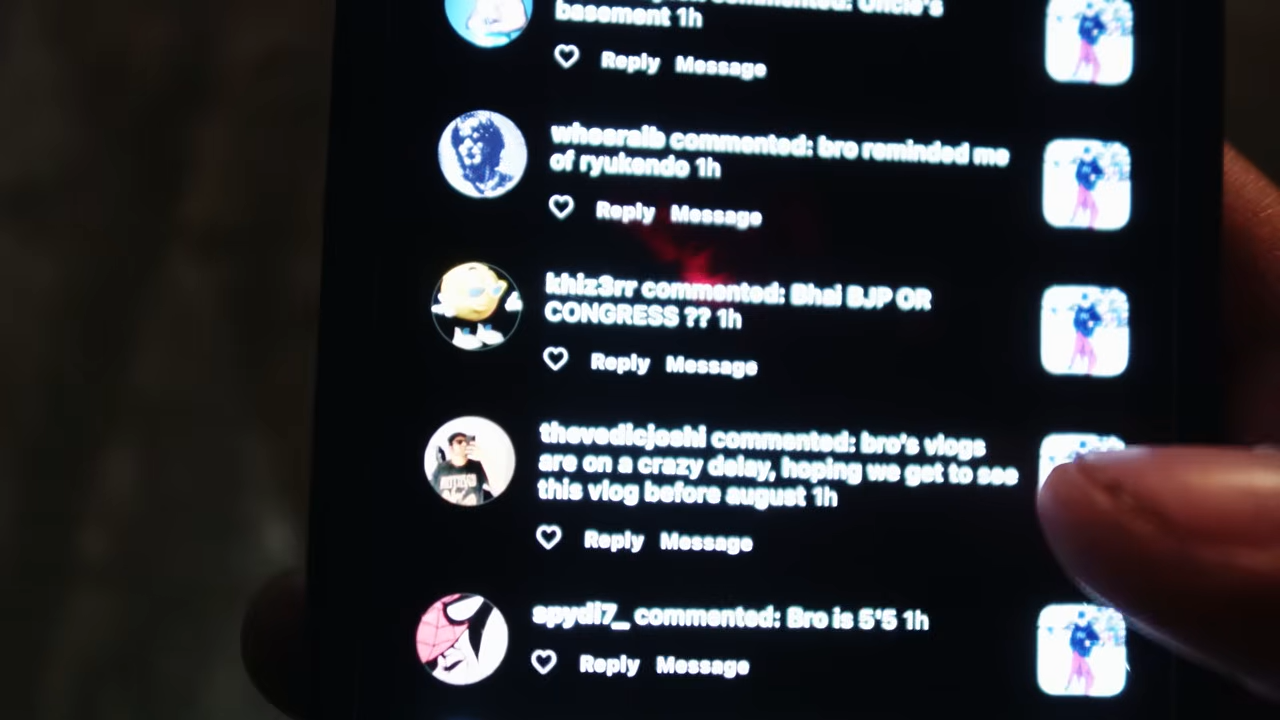 commented: Uncle's
basement 1h
Reply Message
wheeraib commented: bro reminded me
of ryukendo 1h
Reply Message
khiz3rr commented: Bhai BJP OR
CONGRESS ?? 1h
Reply Message
thevedicjoshi commented: bro's vlogs
are on a crazy delay, hoping we get to see
this vlog before august 1h
Reply Message
spydi7_ commented: Bro is 5'5 1h
Reply Message